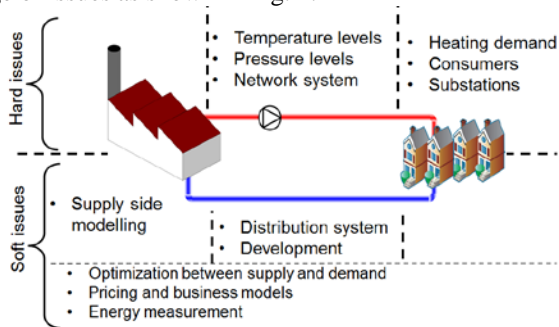 Hard issues
• Temperature levels
• Pressure levels
• Network system
• Heating demand
• Consumers
• Substations
Soft issues
• Supply side
modelling
• Distribution system
• Development
• Optimization between supply and demand
• Pricing and business models
• Energy measurement